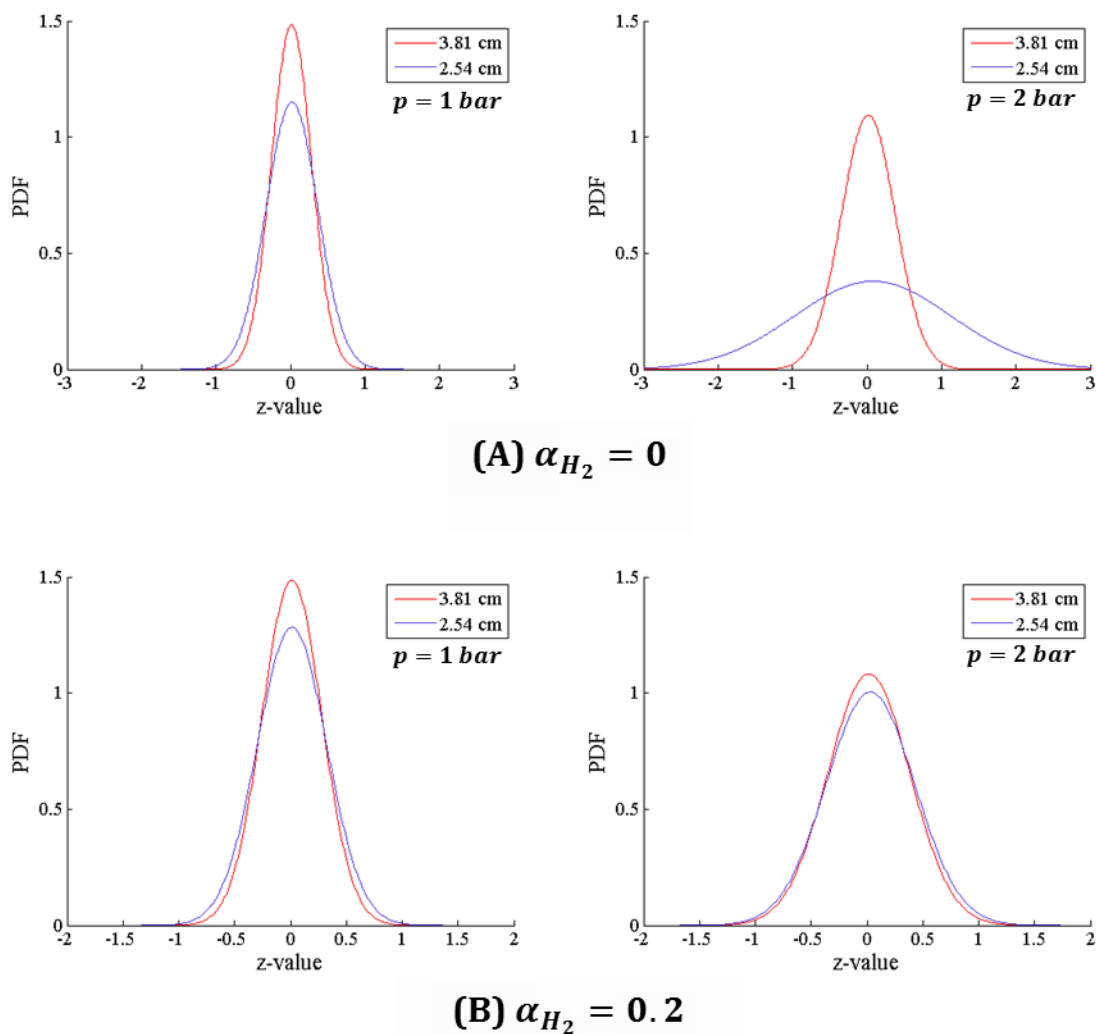 1.5
3.81 cm
2.54 cm
p = 1 bar
1
PDF
0.5
0
-3 -2 -1 0 1 2 3
z-value
1.5
3.81 cm
2.54 cm
p = 2 bar
1
PDF
0.5
0
-3 -2 -1 0 1 2 3
z-value
(A) α_{H_2} = 0
1.5
3.81 cm
2.54 cm
p = 1 bar
1
PDF
0.5
0
-2 -1.5 -1 -0.5 0 0.5 1 1.5 2
z-value
1.5
3.81 cm
2.54 cm
p = 2 bar
1
PDF
0.5
0
-2 -1.5 -1 -0.5 0 0.5 1 1.5 2
z-value
(B) α_{H_2} = 0.2